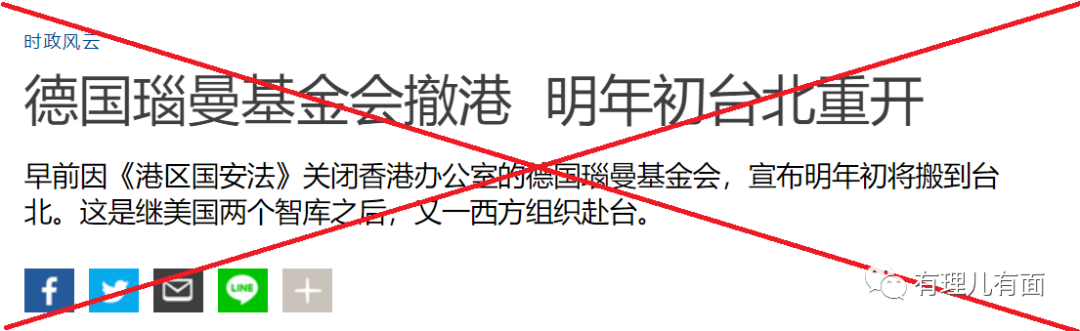 时政风云
德国瑙曼基金会撤港 明年初台北重开
早前因《港区国安法》关闭香港办公室的德国瑙曼基金会，宣布明年初将搬到台
北。这是继美国两个智库之后，又一西方组织赴台。
LINE
有理儿有面